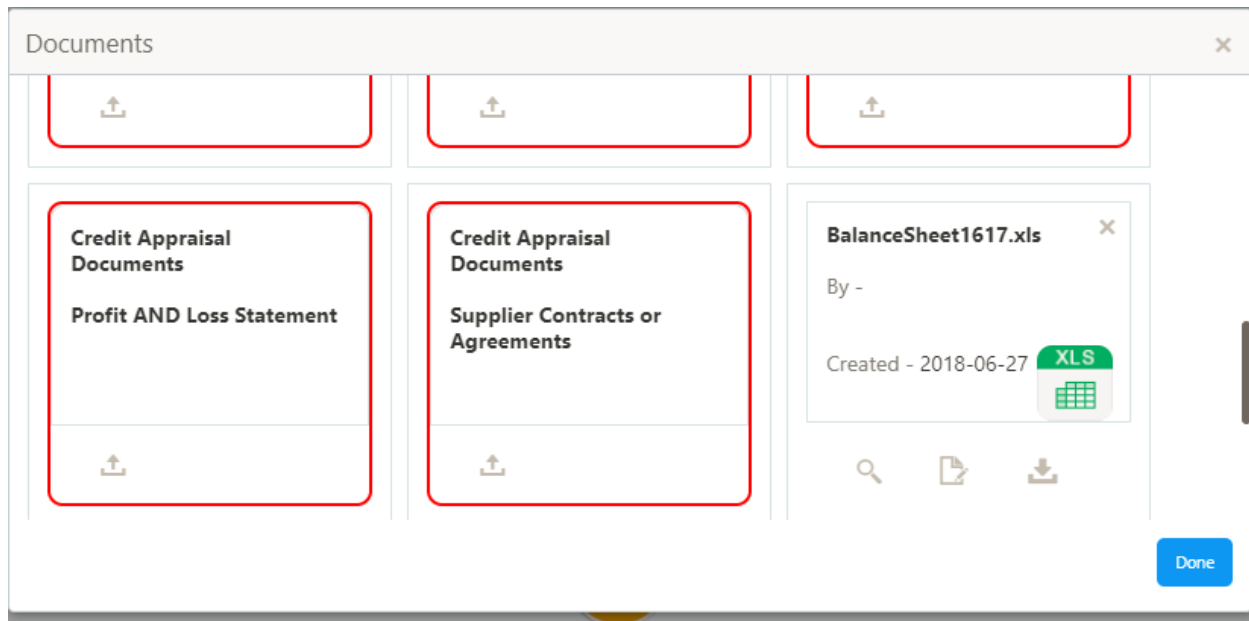 Documents
Credit Appraisal
Documents
Profit AND Loss Statement
Credit Appraisal
Documents
Supplier Contracts or
Agreements
BalanceSheet1617.xls
By -
Created - 2018-06-27
XLS
Done